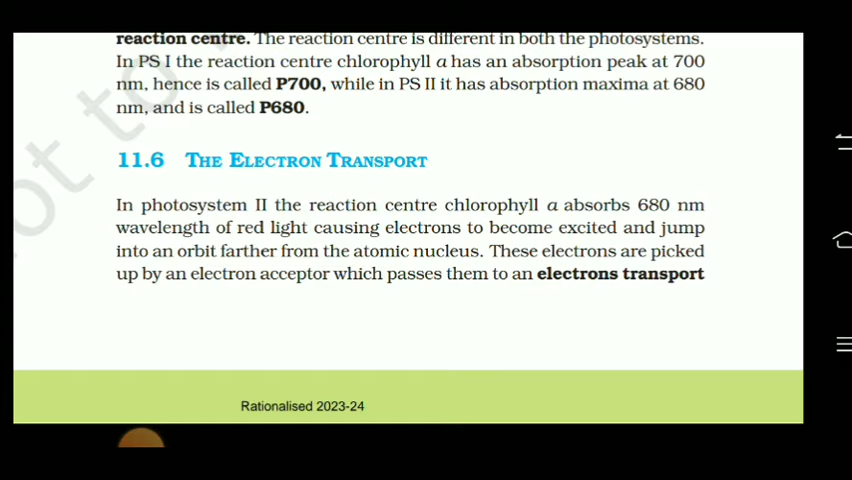 reaction centre. The reaction centre is different in both the photosystems.
In PS I the reaction centre chlorophyll a has an absorption peak at 700
nm, hence is called P700, while in PS II it has absorption maxima at 680
nm, and is called P680.
11.6 THE ELECTRON TRANSPORT
In photosystem II the reaction centre chlorophyll a absorbs 680 nm
wavelength of red light causing electrons to become excited and jump
into an orbit farther from the atomic nucleus. These electrons are picked
up by an electron acceptor which passes them to an electrons transport
Rationalised 2023-24